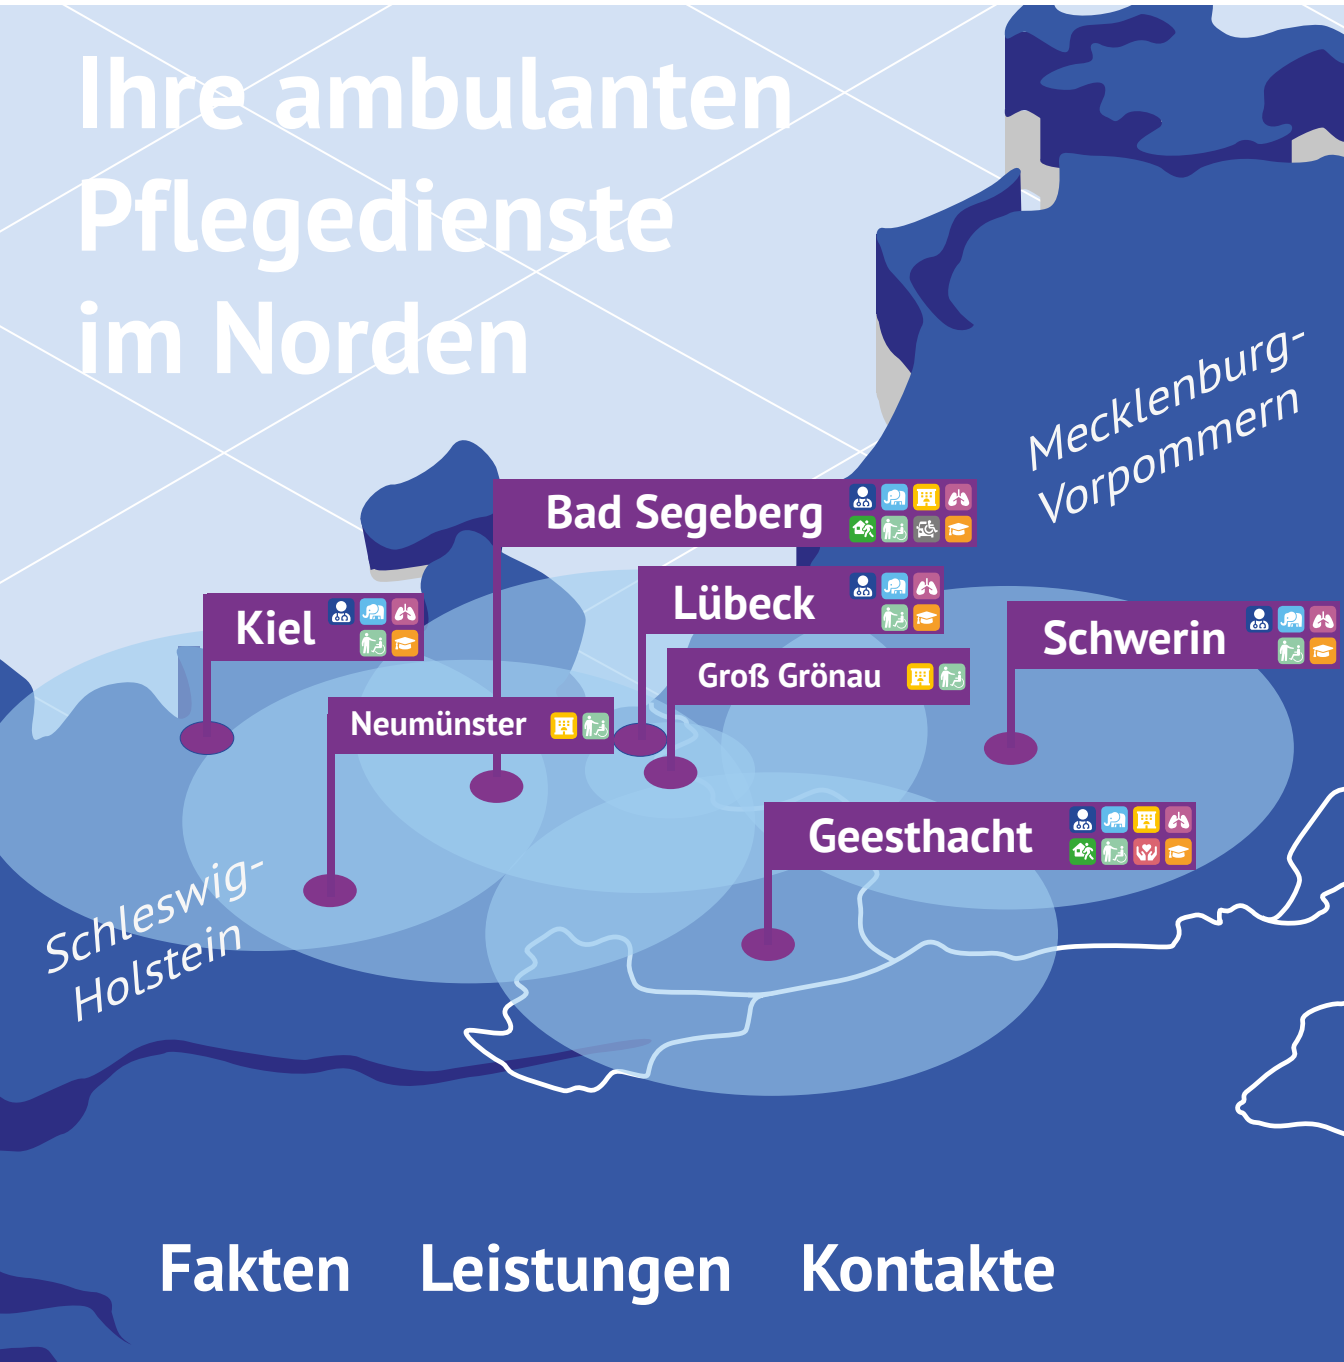 Ihre ambulanten
Pflegedienste
im Norden
Mecklenburg-
Vorpommern
Bad Segeberg
Lübeck
Kiel
Schwerin
Groß Grönau
Neumünster
Geesthacht
Schleswig-
Holstein
Fakten Leistungen Kontakte